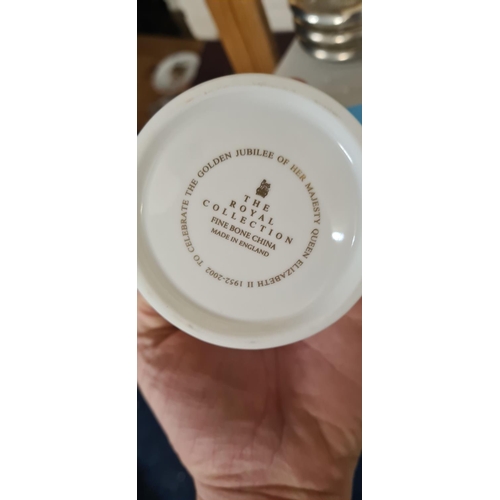 TO CELEBRATE THE GOLDEN JUBILEE OF HER MAJESTY QUEEN ELIZABETH II 1952-2002
THE
ROYAL
COLLECTION
FINE BONE CHINA
MADE IN ENGLAND